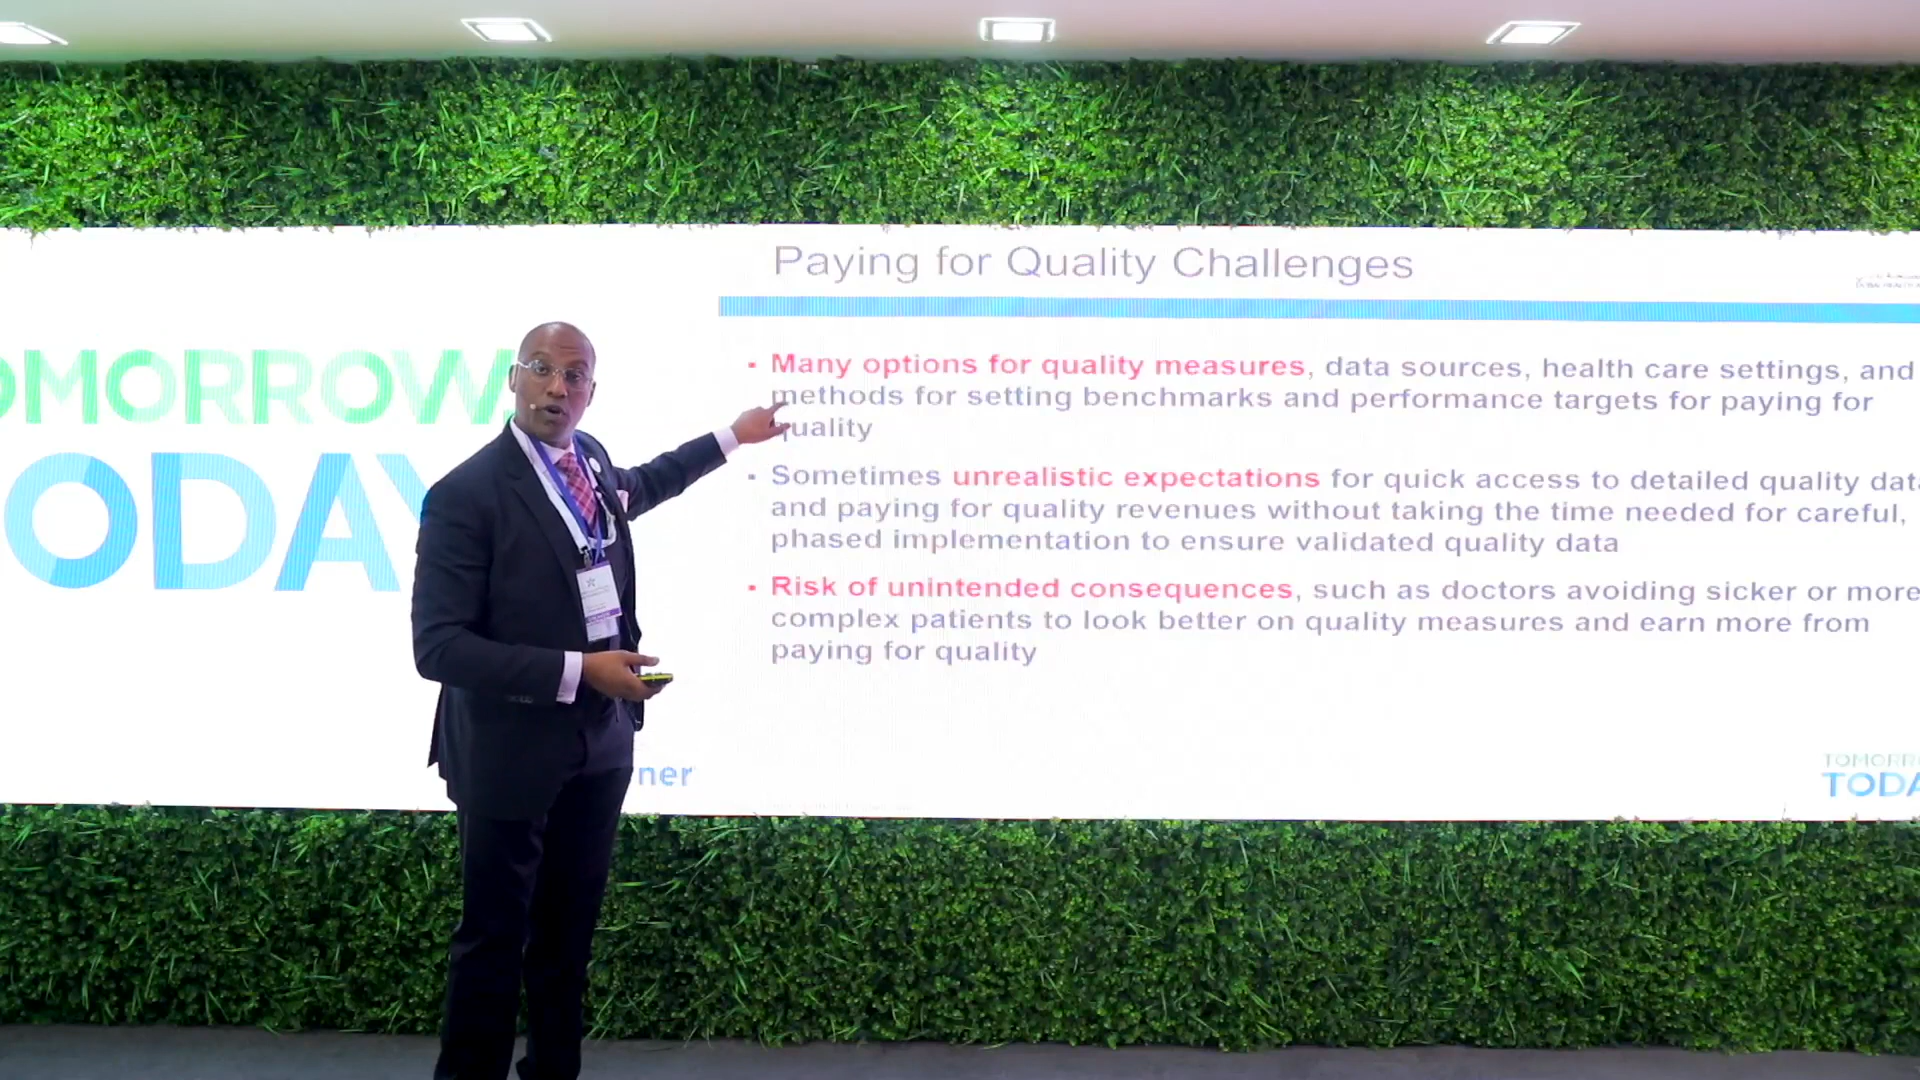 Paying for Quality Challenges
OMORROW
TODAY
▪ Many options for quality measures, data sources, health care settings, and
methods for setting benchmarks and performance targets for paying for
quality
▪ Sometimes unrealistic expectations for quick access to detailed quality data
and paying for quality revenues without taking the time needed for careful,
phased implementation to ensure validated quality data
▪ Risk of unintended consequences, such as doctors avoiding sicker or more
complex patients to look better on quality measures and earn more from
paying for quality
ner
TOMORR
TODA